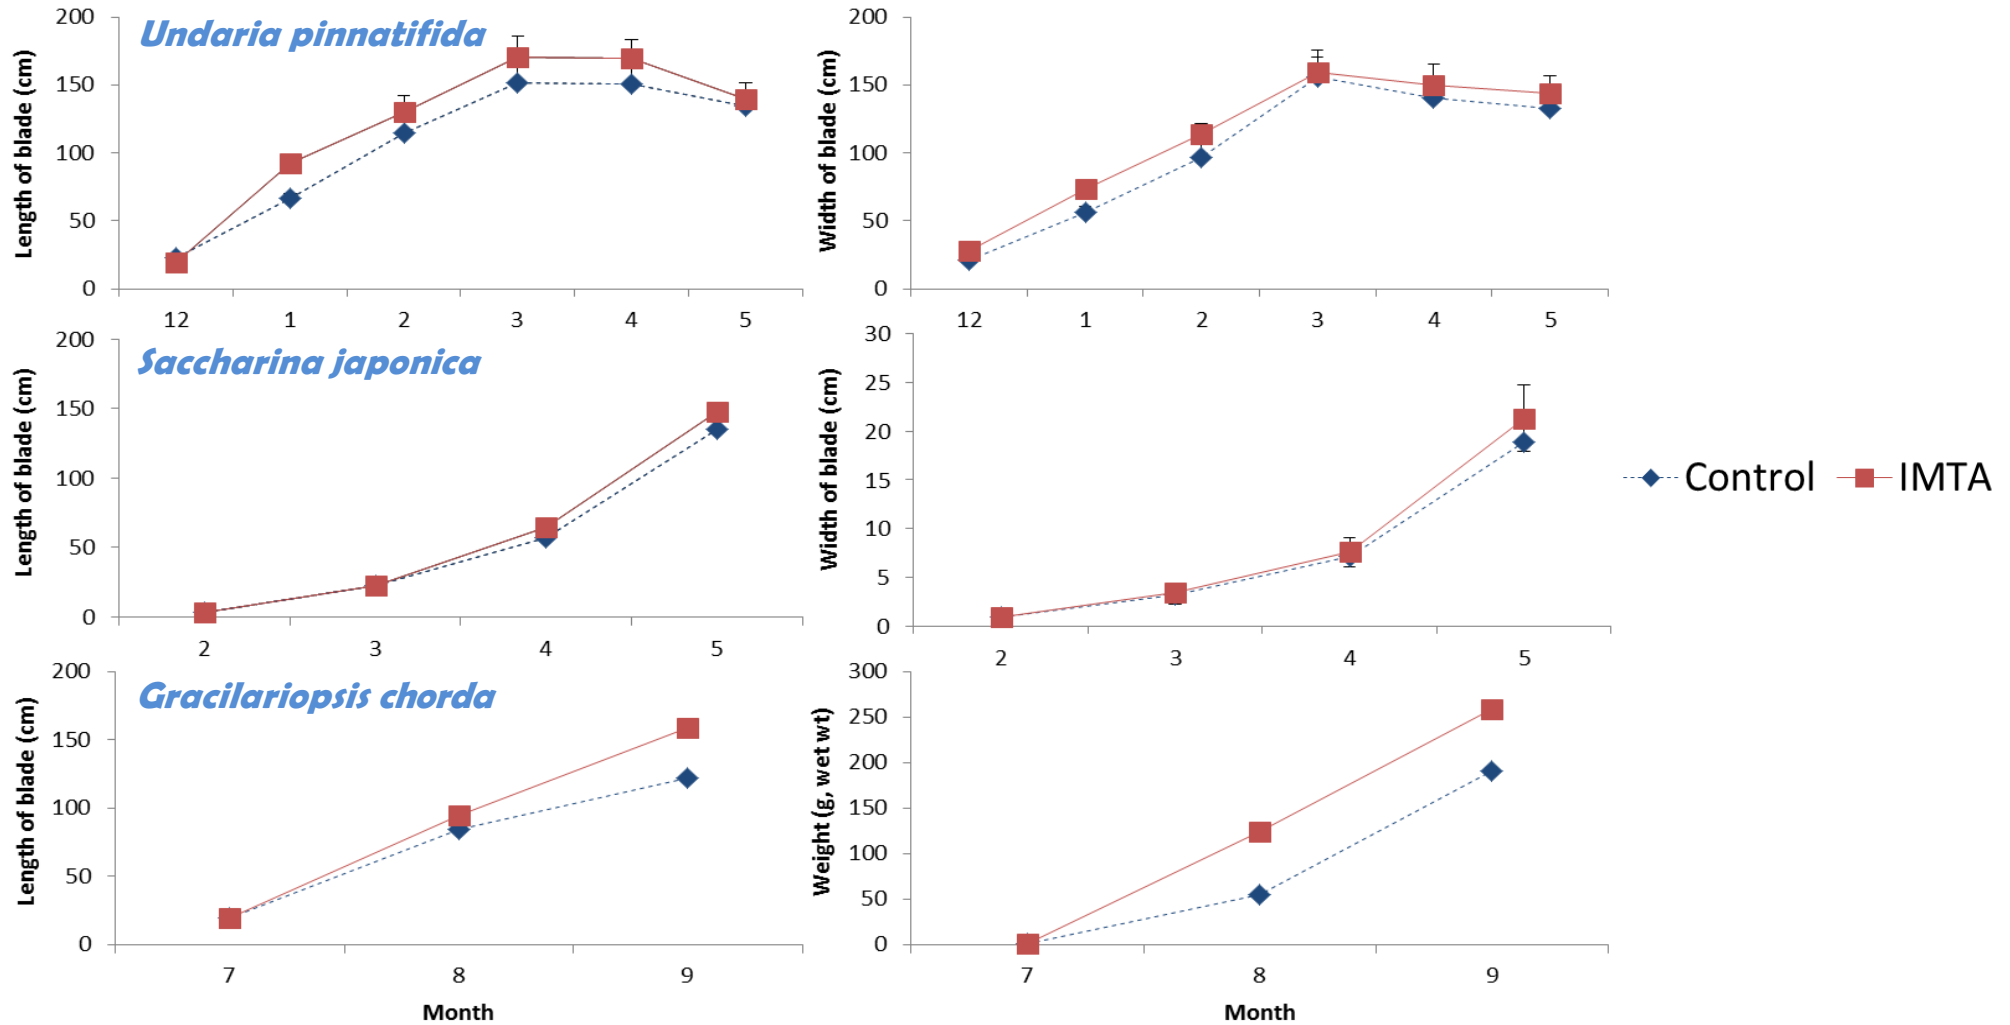 Undaria pinnatifida
Length of blade (cm)
200
150
100
50
0
12 1 2 3 4 5
Width of blade (cm)
200
150
100
50
0
12 1 2 3 4 5
Saccharina japonica
Length of blade (cm)
200
150
100
50
0
2 3 4 5
Width of blade (cm)
30
25
20
15
10
5
0
2 3 4 5
Control IMTA
Gracilariopsis chorda
Length of blade (cm)
200
150
100
50
0
7 8 9
Month
Weight (g, wet wt)
300
250
200
150
100
50
0
7 8 9
Month